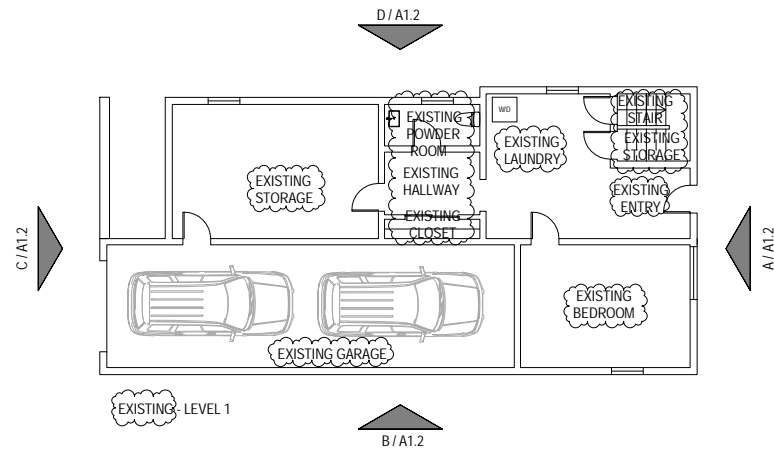 D / A1.2
EXISTING
POWDER
ROOM
W/D
EXISTING
LAUNDRY
EXISTING
STAIR
EXISTING
STORAGE
EXISTING
STORAGE
EXISTING
HALLWAY
EXISTING
ENTRY
EXISTING
CLOSET
C / A1.2
A / A1.2
EXISTING
BEDROOM
EXISTING GARAGE
EXISTING - LEVEL 1
B / A1.2